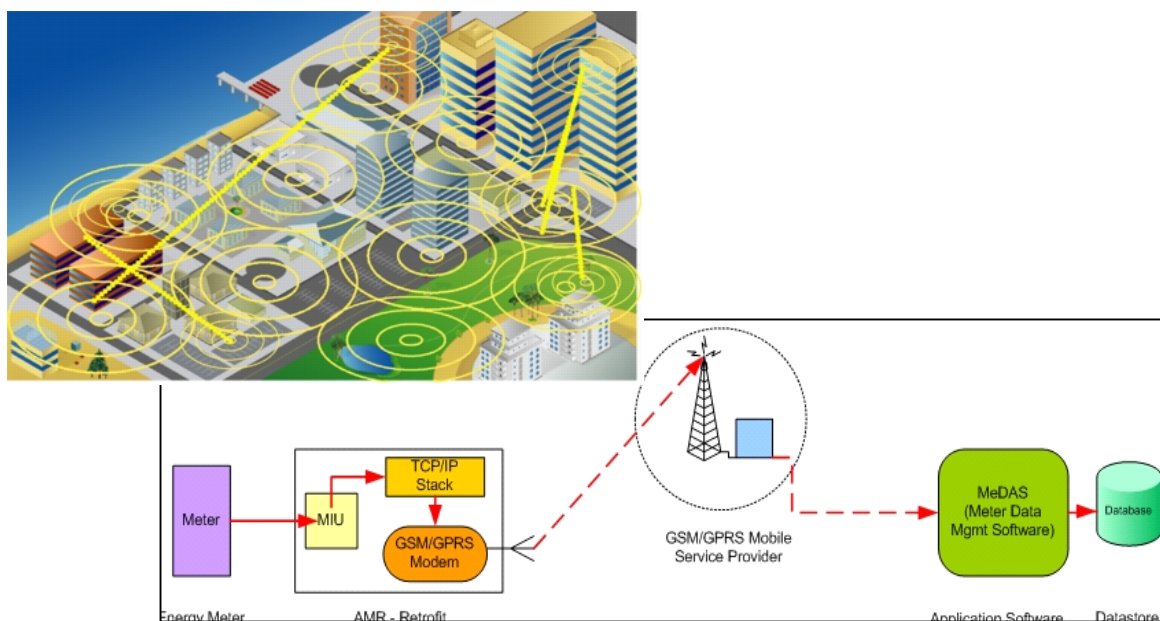 Meter
MIU
TCP/IP
Stack
GSM/GPRS
Modem
GSM/GPRS Mobile
Service Provider
MeDAS
(Meter Data
Mgmt Software)
Database
Energy Meter
AMR - Retrofit
Application Software
Datastore